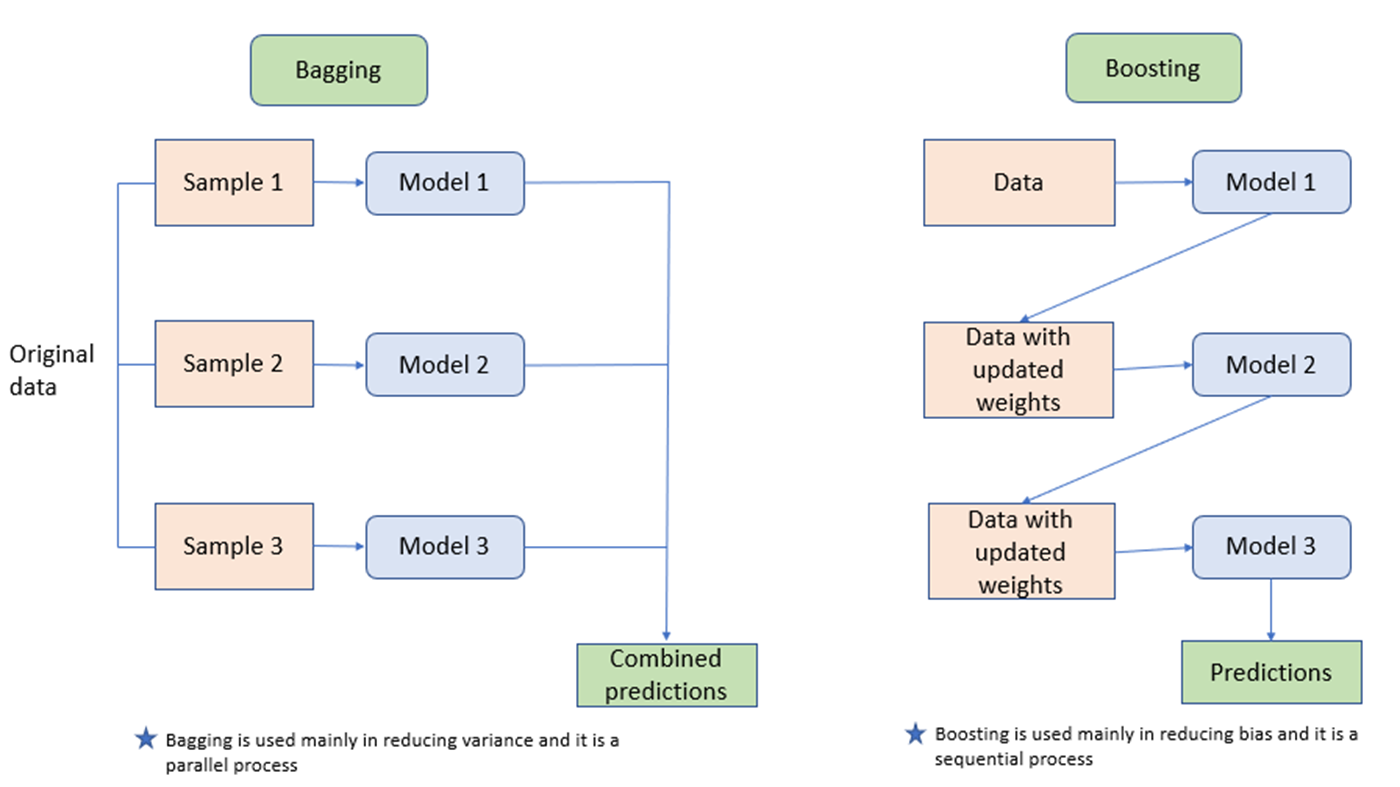 Bagging
Sample 1
Model 1
Original
data
Sample 2
Model 2
Sample 3
Model 3
Combined
predictions
Bagging is used mainly in reducing variance and it is a
parallel process
Boosting
Data
Model 1
Data with
updated
weights
Model 2
Data with
updated
weights
Model 3
Predictions
Boosting is used mainly in reducing bias and it is a
sequential process